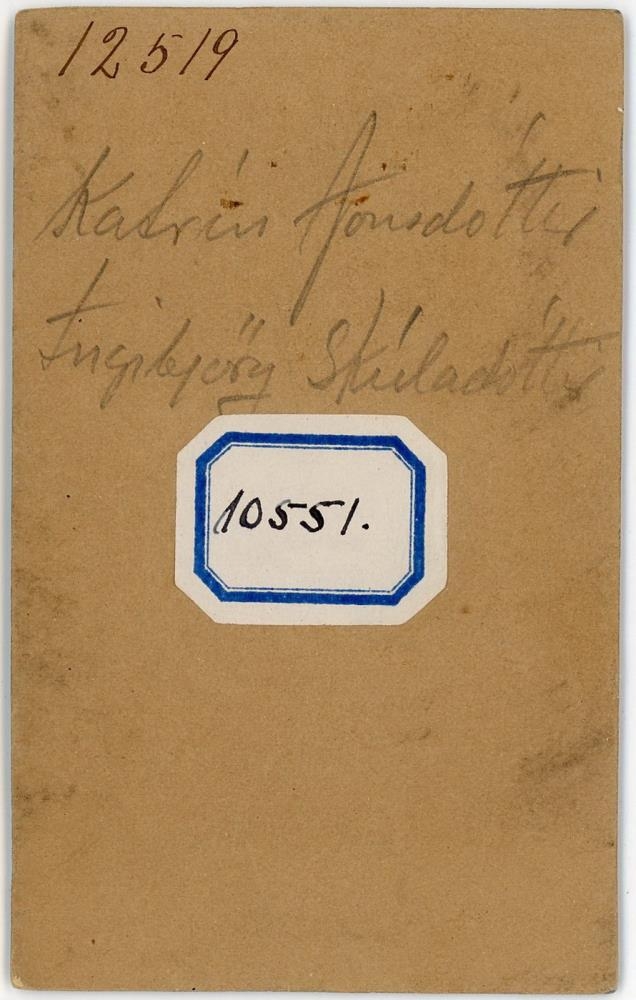 12519
Katrín Jónsdóttir
Ingibjörg Skúladóttir
10551.